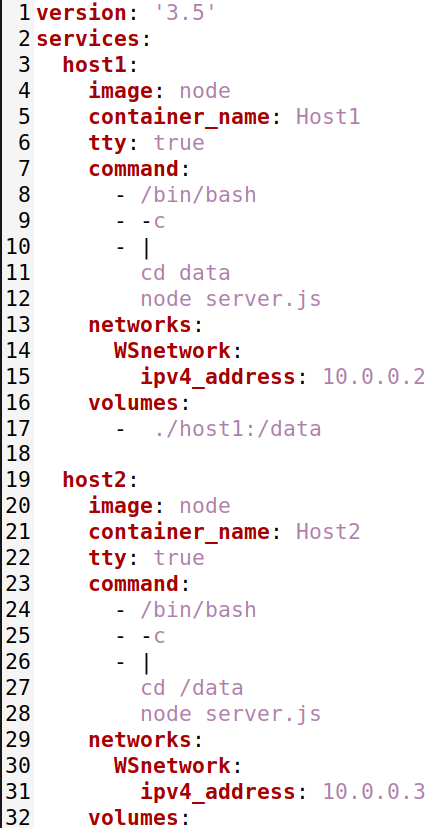 1 version: '3.5'
2 services:
3   host1:
4     image: node
5     container_name: Host1
6     tty: true
7     command:
8       - /bin/bash
9       - -c
10       - |
11         cd data
12         node server.js
13     networks:
14       WSnetwork:
15         ipv4_address: 10.0.0.2
16     volumes:
17       -  ./host1:/data
18
19   host2:
20     image: node
21     container_name: Host2
22     tty: true
23     command:
24       - /bin/bash
25       - -c
26       - |
27         cd /data
28         node server.js
29     networks:
30       WSnetwork:
31         ipv4_address: 10.0.0.3
32     volumes: